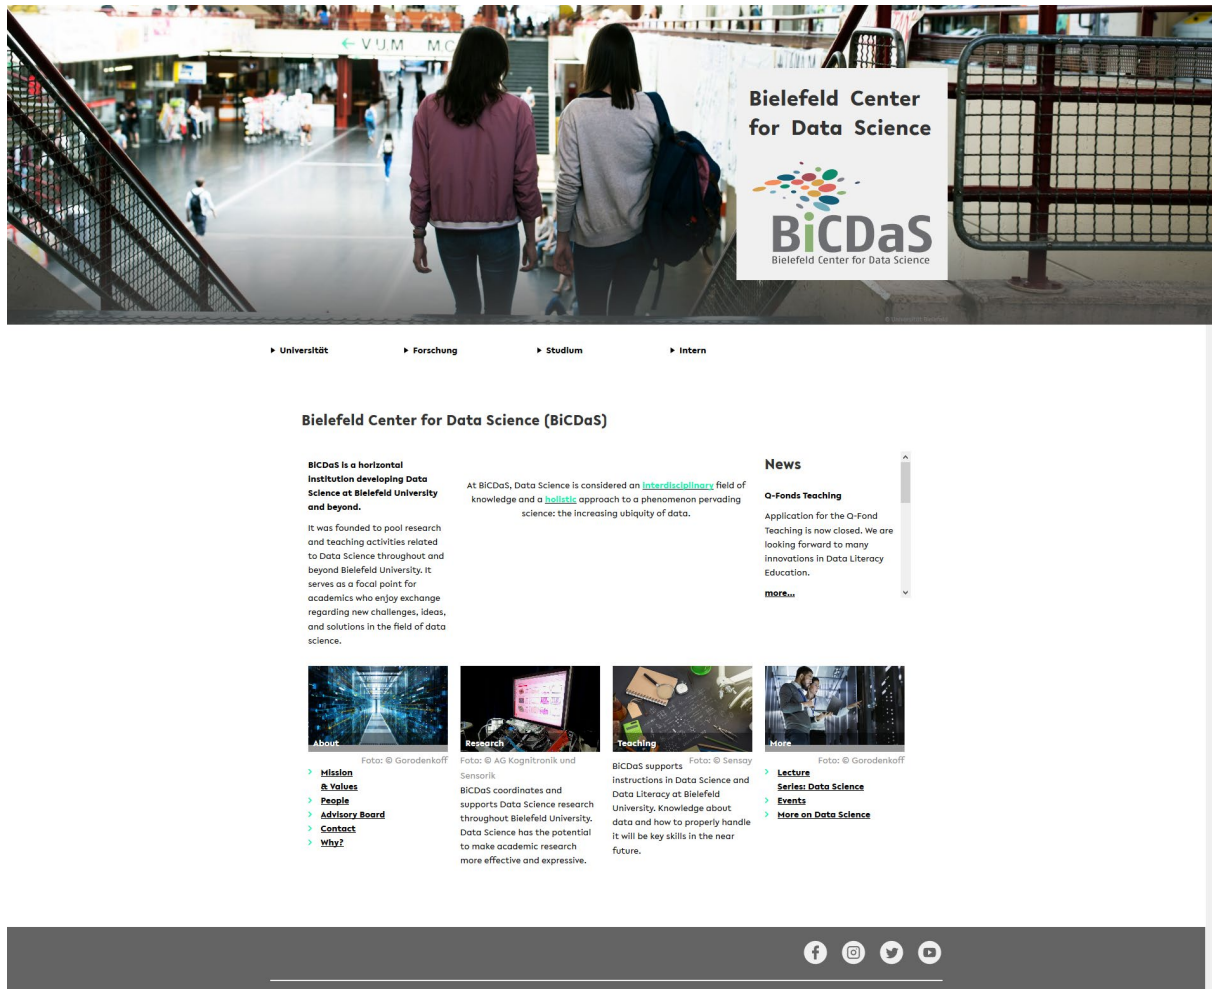 ← V U.M M.C
Bielefeld Center
for Data Science
BiCDaS
Bielefeld Center for Data Science
© Universität Bielefeld
Universität
Forschung
Studium
Intern
Bielefeld Center for Data Science (BiCDaS)
BiCDaS is a horizontal
institution developing Data
Science at Bielefeld University
and beyond.
It was founded to pool research
and teaching activities related
to Data Science throughout and
beyond Bielefeld University. It
serves as a focal point for
academics who enjoy exchange
regarding new challenges, ideas,
and solutions in the field of data
science.
At BiCDaS, Data Science is considered an interdisciplinary field of
knowledge and a holistic approach to a phenomenon pervading
science: the increasing ubiquity of data.
News
Q-Fonds Teaching
Application for the Q-Fond
Teaching is now closed. We are
looking forward to many
innovations in Data Literacy
Education.
more...
About
Foto: © Gorodenkoff
Mission
& Values
People
Advisory Board
Contact
Why?
Research
Foto: © AG Kognitronik und
Sensorik
BiCDaS coordinates and
supports Data Science research
throughout Bielefeld University.
Data Science has the potential
to make academic research
more effective and expressive.
Teaching
Foto: © Sensay
BiCDaS supports
instructions in Data Science and
Data Literacy at Bielefeld
University. Knowledge about
data and how to properly handle
it will be key skills in the near
future.
More
Foto: © Gorodenkoff
Lecture
Series: Data Science
Events
More on Data Science